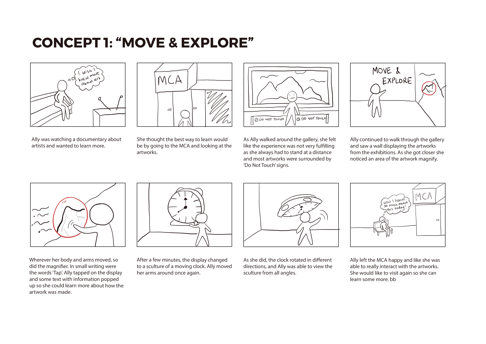 CONCEPT 1: “MOVE & EXPLORE”
I wish I
knew more
about art
MCA
DO NOT TOUCH
DO NOT TOUCH
MOVE &
EXPLORE
Ally was watching a documentary about
artists and wanted to learn more.
She thought the best way to learn would
be by going to the MCA and looking at the
artworks.
As Ally walked around the gallery, she felt
like the experience was not very fulfilling
as she always had to stand at a distance
and most artworks were surrounded by
‘Do Not Touch’ signs.
Ally continued to walk through the gallery
and saw a wall displaying the artworks
from the exhibitions. As she got closer she
noticed an area of the artwork magnify.
MCA
Wherever her body and arms moved, so
did the magnifier. In small writing were
the words ‘Tap’. Ally tapped on the display
and some text with information popped
up so she could learn more about how the
artwork was made.
After a few minutes, the display changed
to a sculture of a moving clock. Ally moved
her arms around once again.
As she did, the clock rotated in different
directions, and Ally was able to view the
sculture from all angles.
Ally left the MCA happy and like she was
able to really interact with the artworks.
She would like to visit again so she can
learn some more. bb